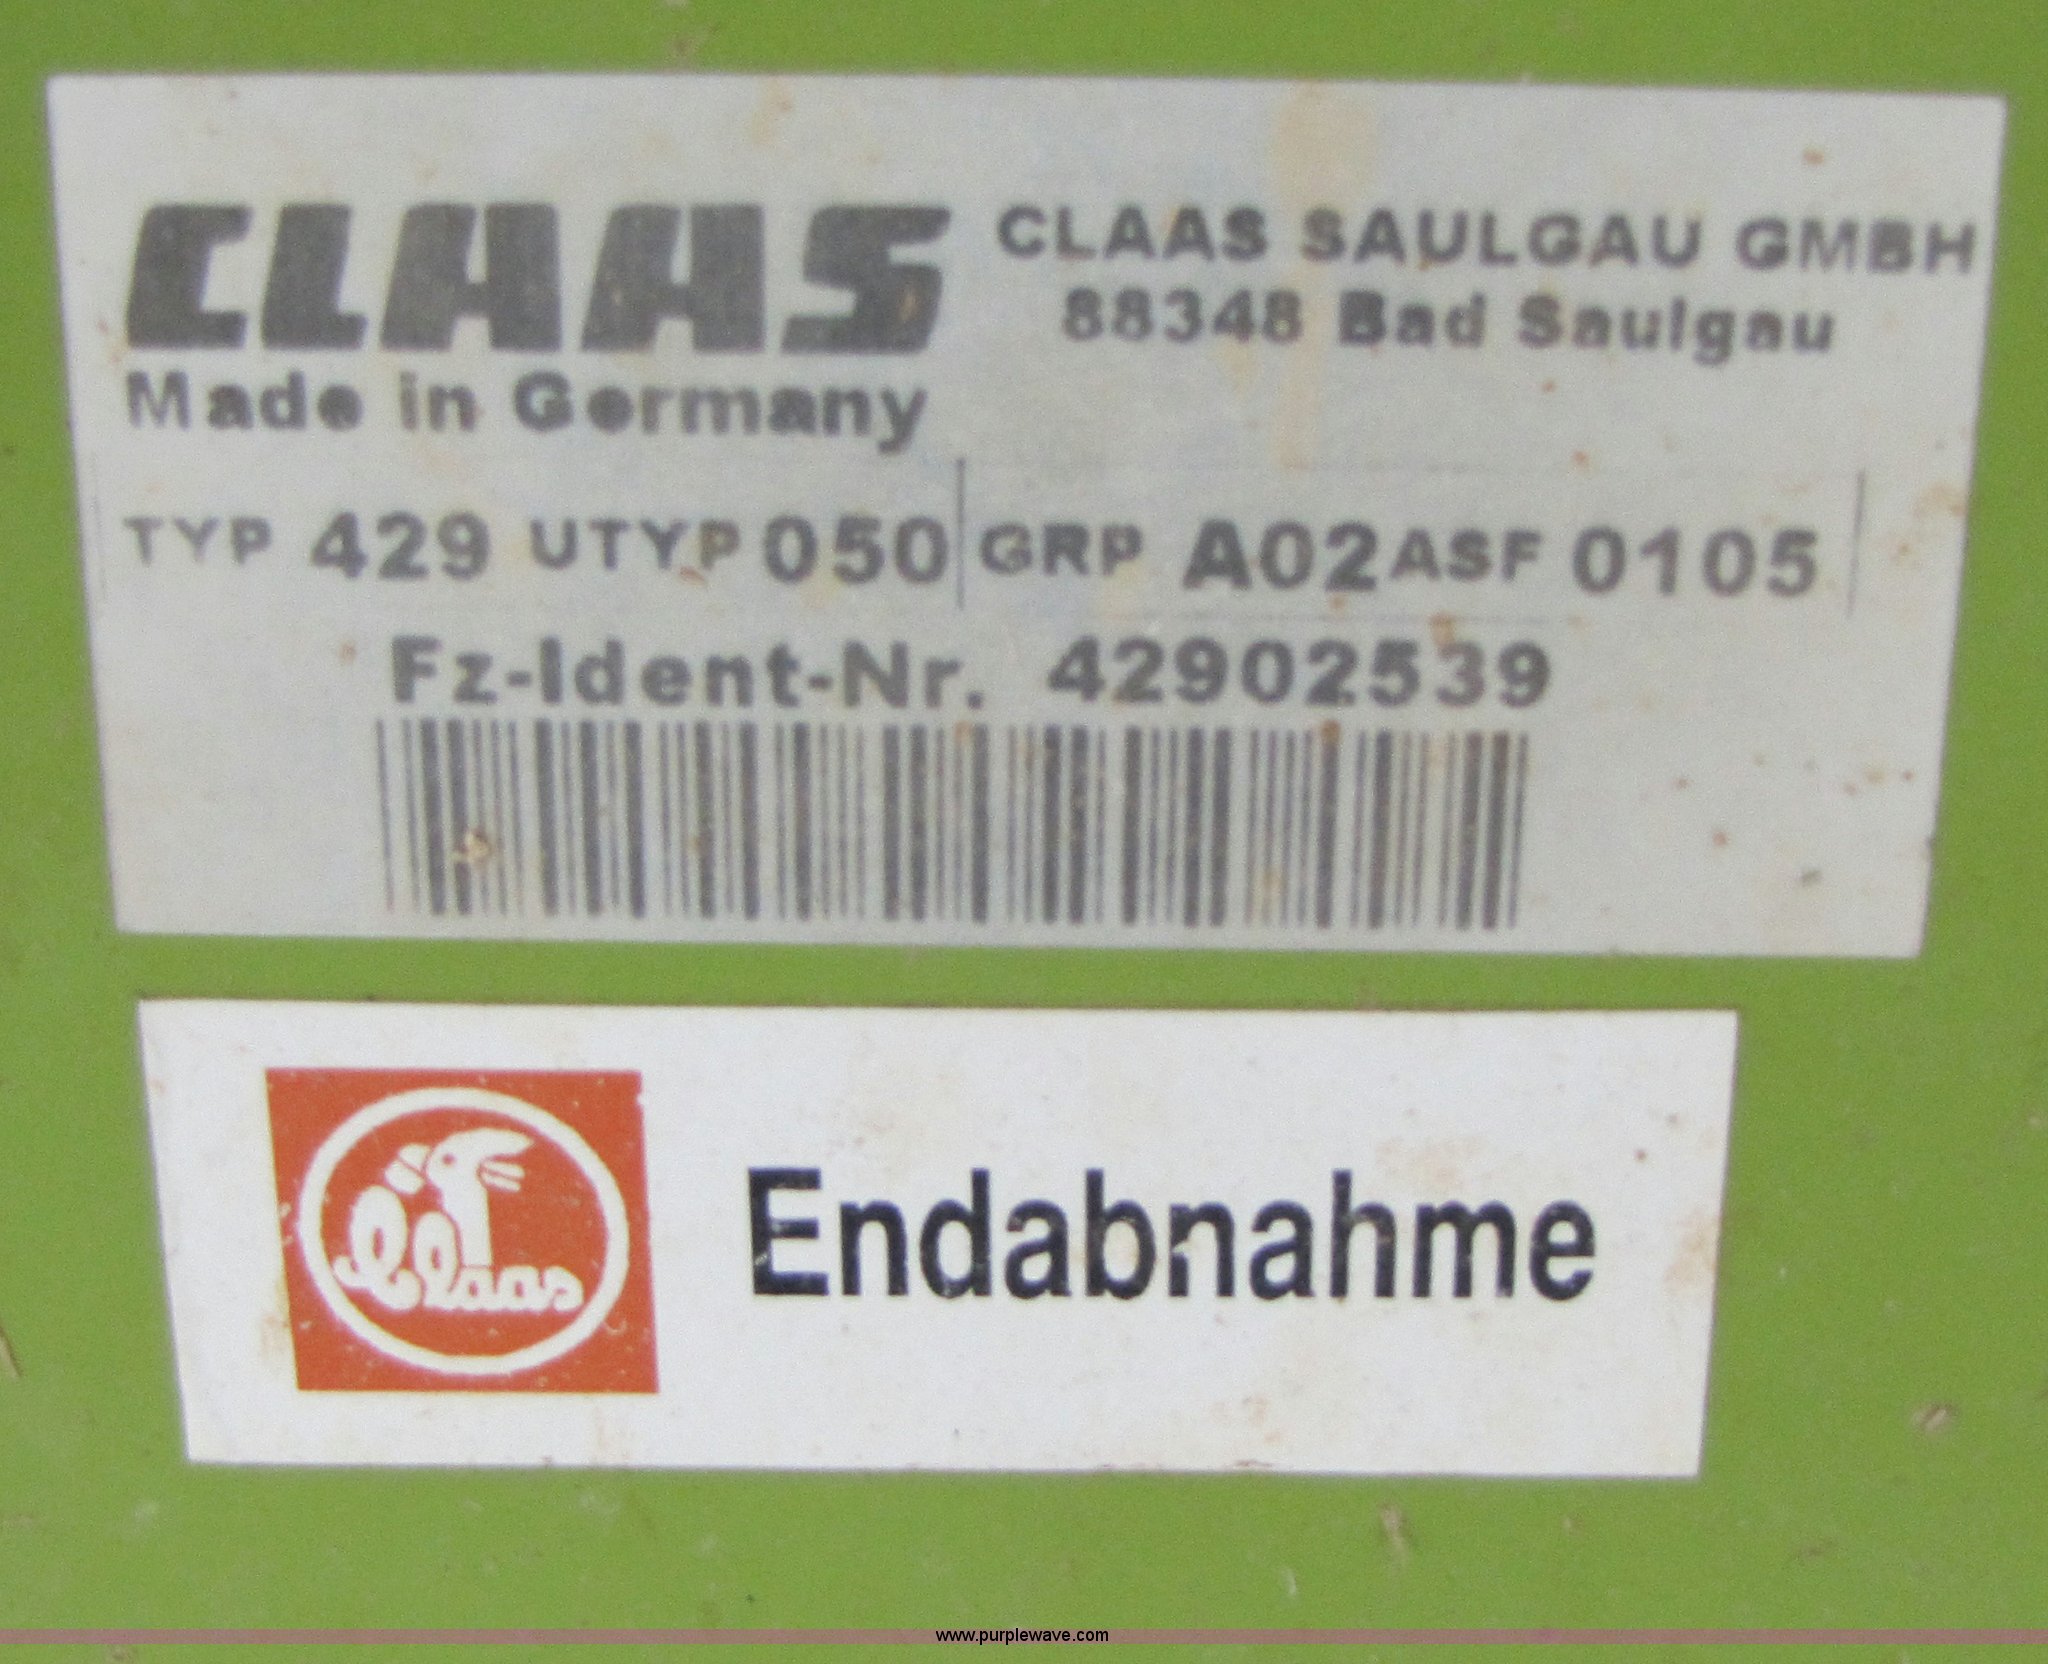 CLAAS
CLAAS SAULGAU GMBH
88348 Bad Saulgau
Made in Germany
TYP 429 UTYP 050 GRP A02 ASF 0105
Fz-Ident-Nr. 42902539
Claas
Endabnahme
www.purplewave.com